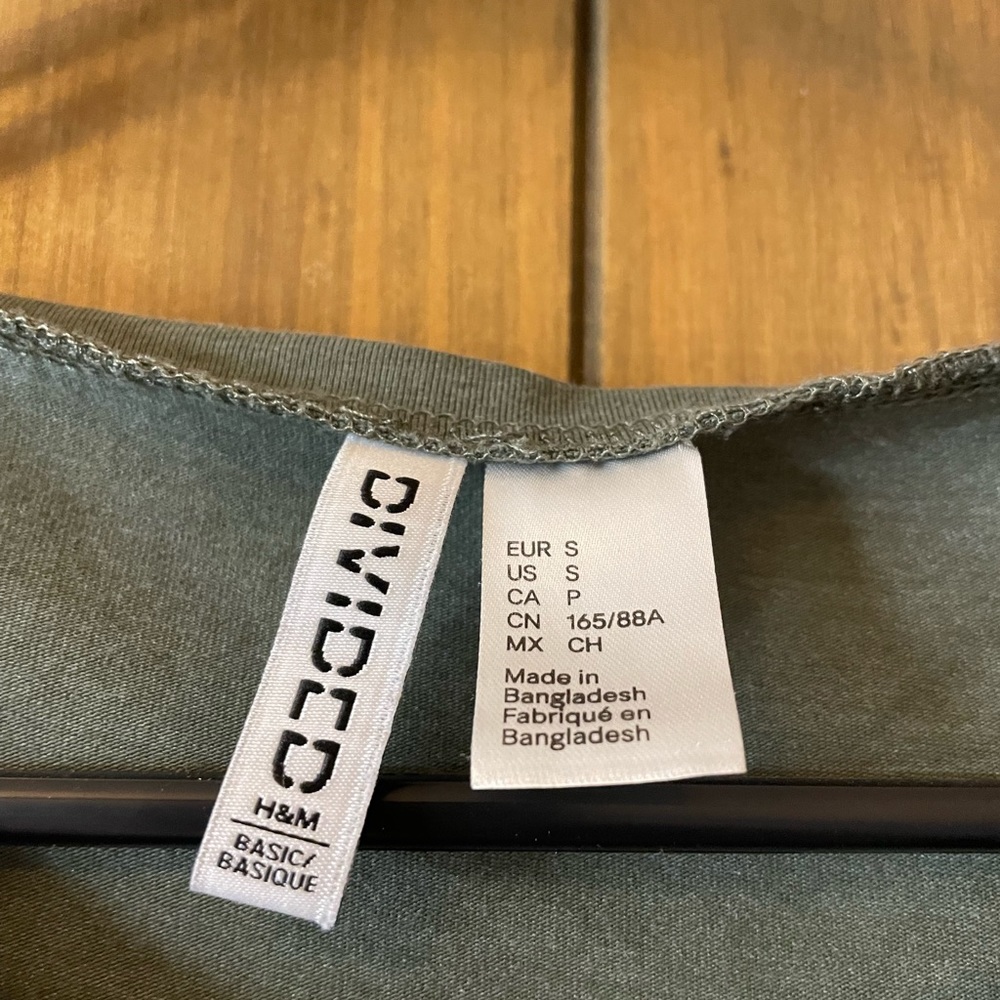 DIVIDED
H&M
BASIC/
BASIQUE
EUR S
US S
CA P
CN 165/88A
MX CH
Made in
Bangladesh
Fabriqué en
Bangladesh